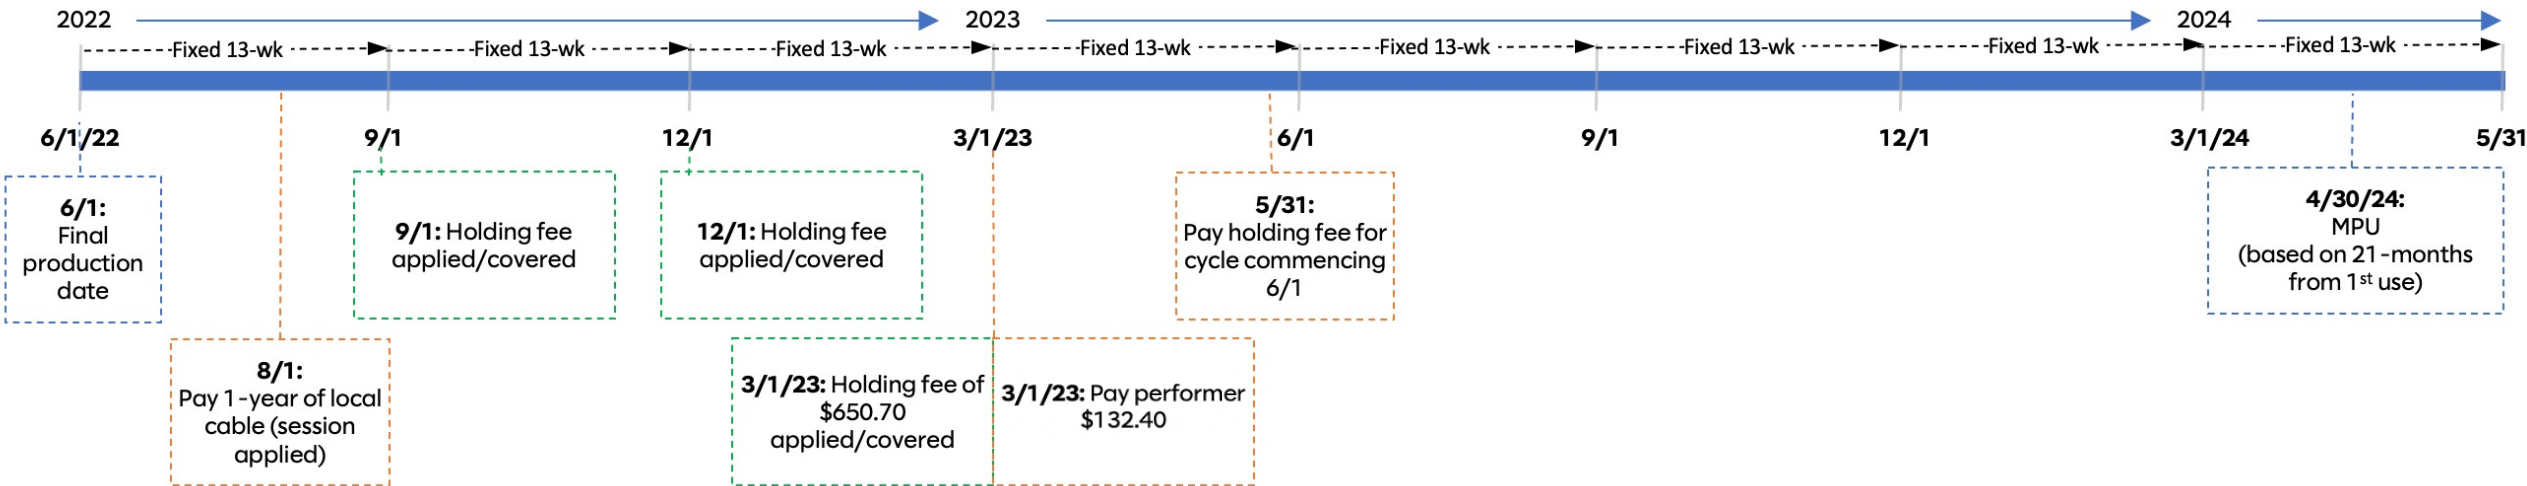 2022
2023
2024
Fixed 13-wk
Fixed 13-wk
Fixed 13-wk
Fixed 13-wk
Fixed 13-wk
Fixed 13-wk
Fixed 13-wk
Fixed 13-wk
6/1/22
9/1
12/1
3/1/23
6/1
9/1
12/1
3/1/24
5/31
6/1:
Final
production
date
8/1:
Pay 1-year of local
cable (session
applied)
9/1: Holding fee
applied/covered
12/1: Holding fee
applied/covered
3/1/23: Holding fee of
$650.70
applied/covered
3/1/23: Pay performer
$132.40
5/31:
Pay holding fee for
cycle commencing
6/1
4/30/24:
MPU
(based on 21-months
from 1st use)